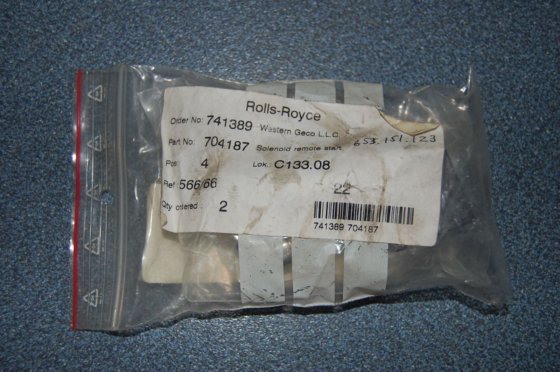 Rolls-Royce
Order No: 741389 Western Geco L.L.C.
Part No: 704187 Solenoid remote start 653.151.123
Pos: 4 Lok.: C133.08
Ref: 566/66 22
Qty ordered: 2
741389 704187